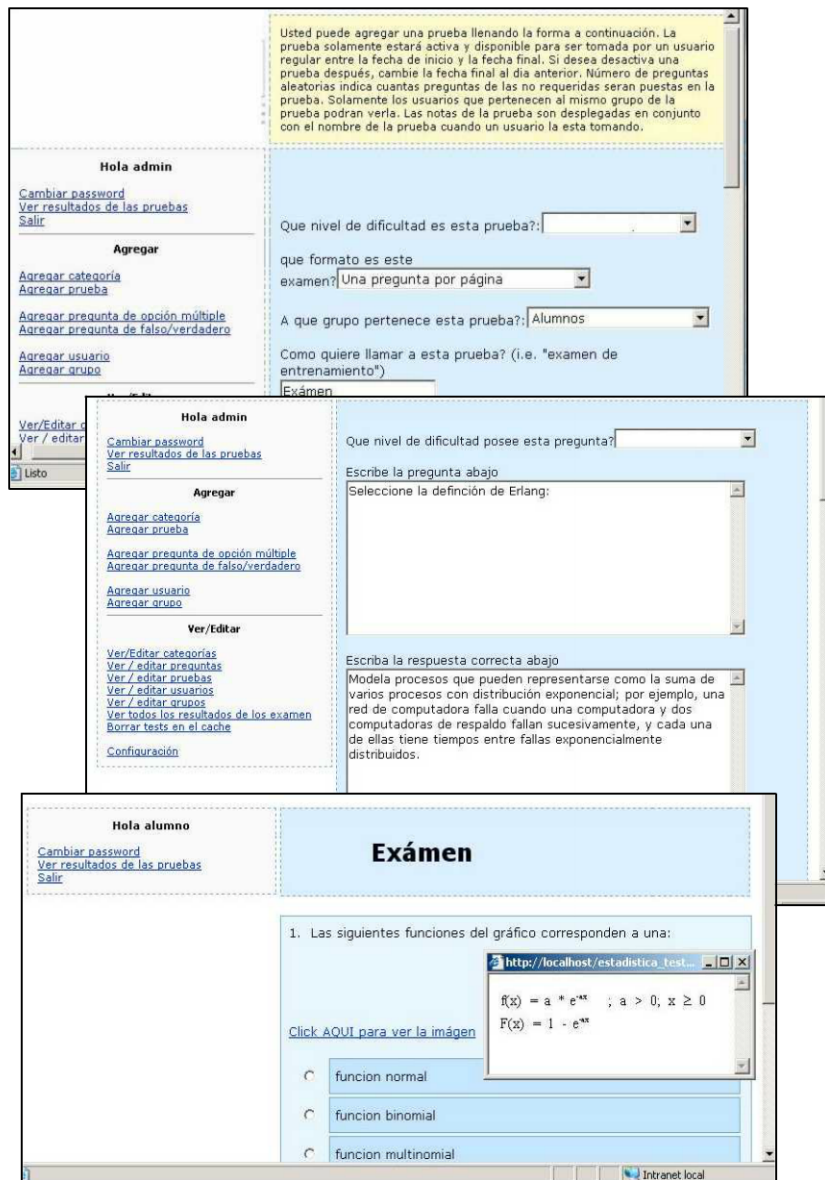 Usted puede agregar una prueba llenando la forma a continuación. La
prueba solamente estará activa y disponible para ser tomada por un usuario
regular entre la fecha de inicio y la fecha final. Si desea desactiva una
prueba después, cambie la fecha final al dia anterior. Número de preguntas
aleatorias indica cuantas preguntas de las no requeridas seran puestas en la
prueba. Solamente los usuarios que pertenecen al mismo grupo de la
prueba podran verla. Las notas de la prueba son desplegadas en conjunto
con el nombre de la prueba cuando un usuario la esta tomando.
Hola admin
Cambiar password
Ver resultados de las pruebas
Salir
Agregar
Agregar categoría
Agregar prueba
Agregar pregunta de opción múltiple
Agregar pregunta de falso/verdadero
Agregar usuario
Agregar grupo
Ver/Editar
Ver / editar
Listo
Que nivel de dificultad es esta prueba?:
que formato es este
examen? Una pregunta por página
A que grupo pertenece esta prueba?: Alumnos
Como quiere llamar a esta prueba? (i.e. "examen de
entrenamiento")
Exámen
Hola admin
Cambiar password
Ver resultados de las pruebas
Salir
Agregar
Agregar categoría
Agregar prueba
Agregar pregunta de opción múltiple
Agregar pregunta de falso/verdadero
Agregar usuario
Agregar grupo
Ver/Editar
Ver/Editar categorías
Ver / editar preguntas
Ver / editar pruebas
Ver / editar usuarios
Ver / editar grupos
Ver todos los resultados de los examen
Borrar tests en el cache
Configuración
Que nivel de dificultad posee esta pregunta?
Escribe la pregunta abajo
Seleccione la definción de Erlang:
Escriba la respuesta correcta abajo
Modela procesos que pueden representarse como la suma de
varios procesos con distribución exponencial; por ejemplo, una
red de computadora falla cuando una computadora y dos
computadoras de respaldo fallan sucesivamente, y cada una
de ellas tiene tiempos entre fallas exponencialmente
distribuidos.
Hola alumno
Cambiar password
Ver resultados de las pruebas
Salir
Exámen
1. Las siguientes funciones del gráfico corresponden a una:
http://localhost/estadistica_test...
f(x) = a * e^-ax ; a > 0; x ≥ 0
F(x) = 1 - e^-ax
Click AQUI para ver la imágen
funcion normal
funcion binomial
funcion multinomial
Intranet local